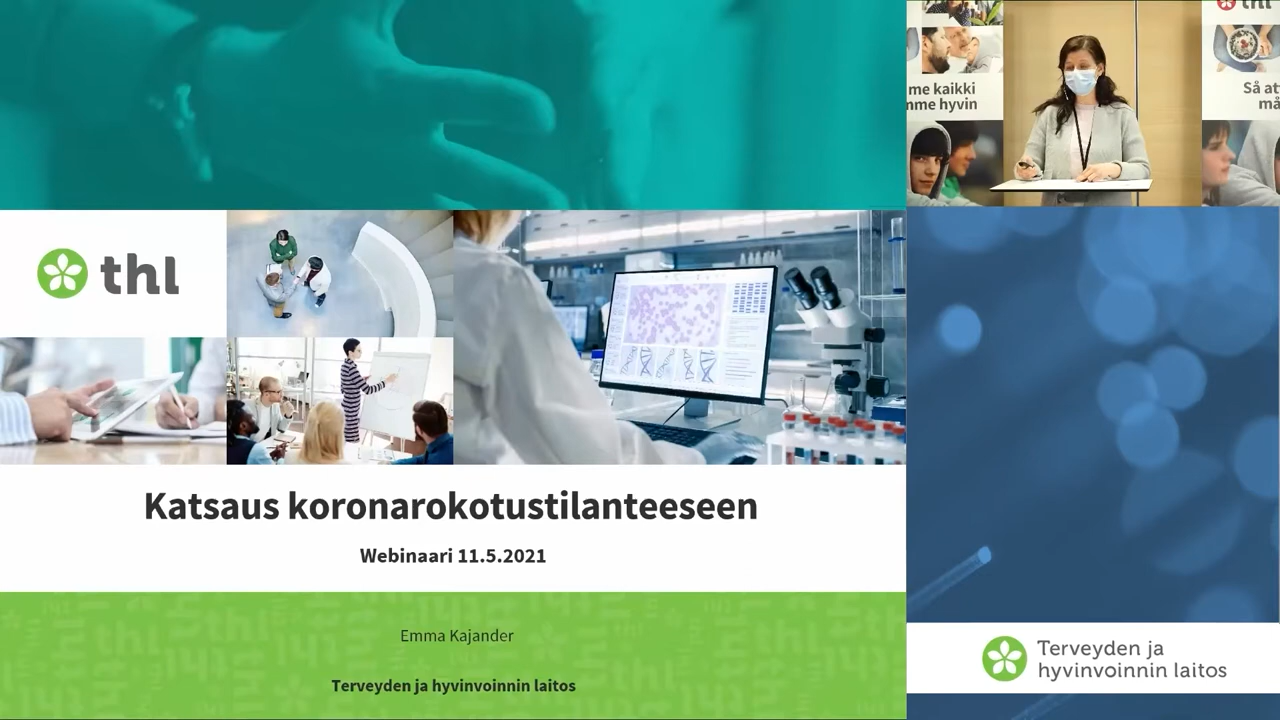 thl
me kaikki
mme hyvin
Så at
må
thl
Katsaus koronarokotustilanteeseen
Webinaari 11.5.2021
Emma Kajander
Terveyden ja hyvinvoinnin laitos
Terveyden ja
hyvinvoinnin laitos